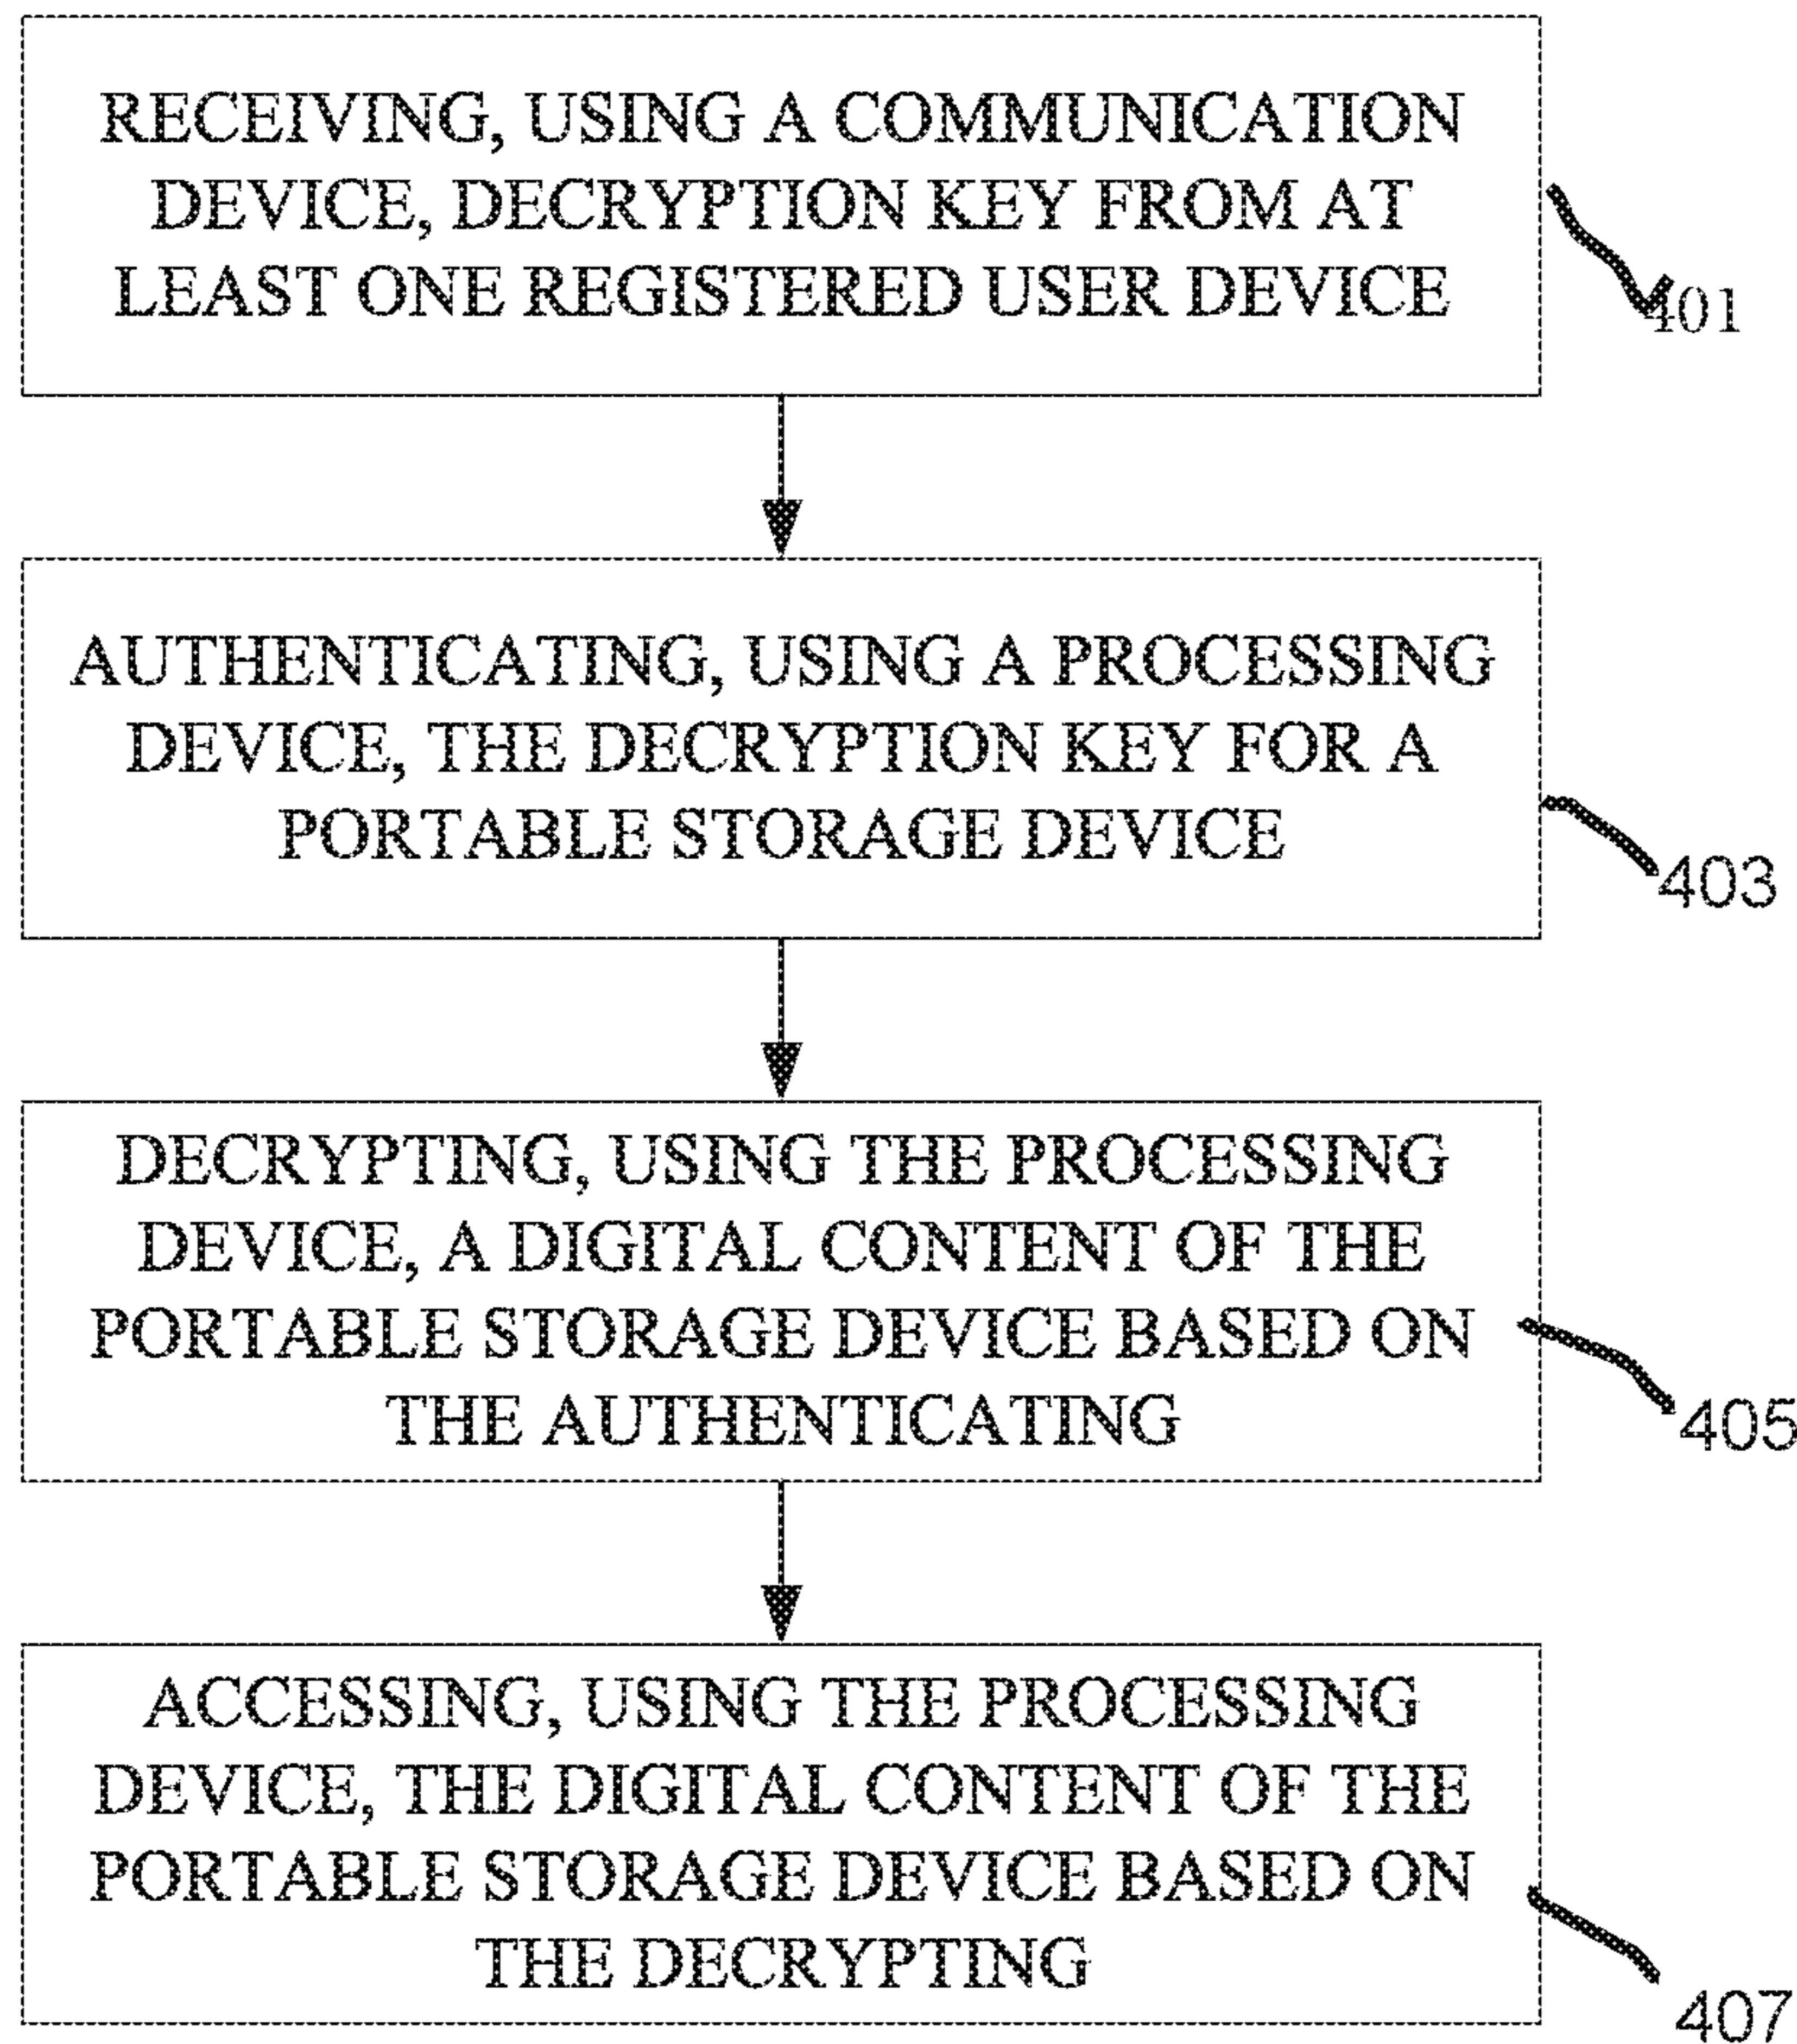 RECEIVING, USING A COMMUNICATION
DEVICE, DECRYPTION KEY FROM AT
LEAST ONE REGISTERED USER DEVICE
401
AUTHENTICATING, USING A PROCESSING
DEVICE, THE DECRYPTION KEY FOR A
PORTABLE STORAGE DEVICE
403
DECRYPTING, USING THE PROCESSING
DEVICE, A DIGITAL CONTENT OF THE
PORTABLE STORAGE DEVICE BASED ON
THE AUTHENTICATING
405
ACCESSING, USING THE PROCESSING
DEVICE, THE DIGITAL CONTENT OF THE
PORTABLE STORAGE DEVICE BASED ON
THE DECRYPTING
407